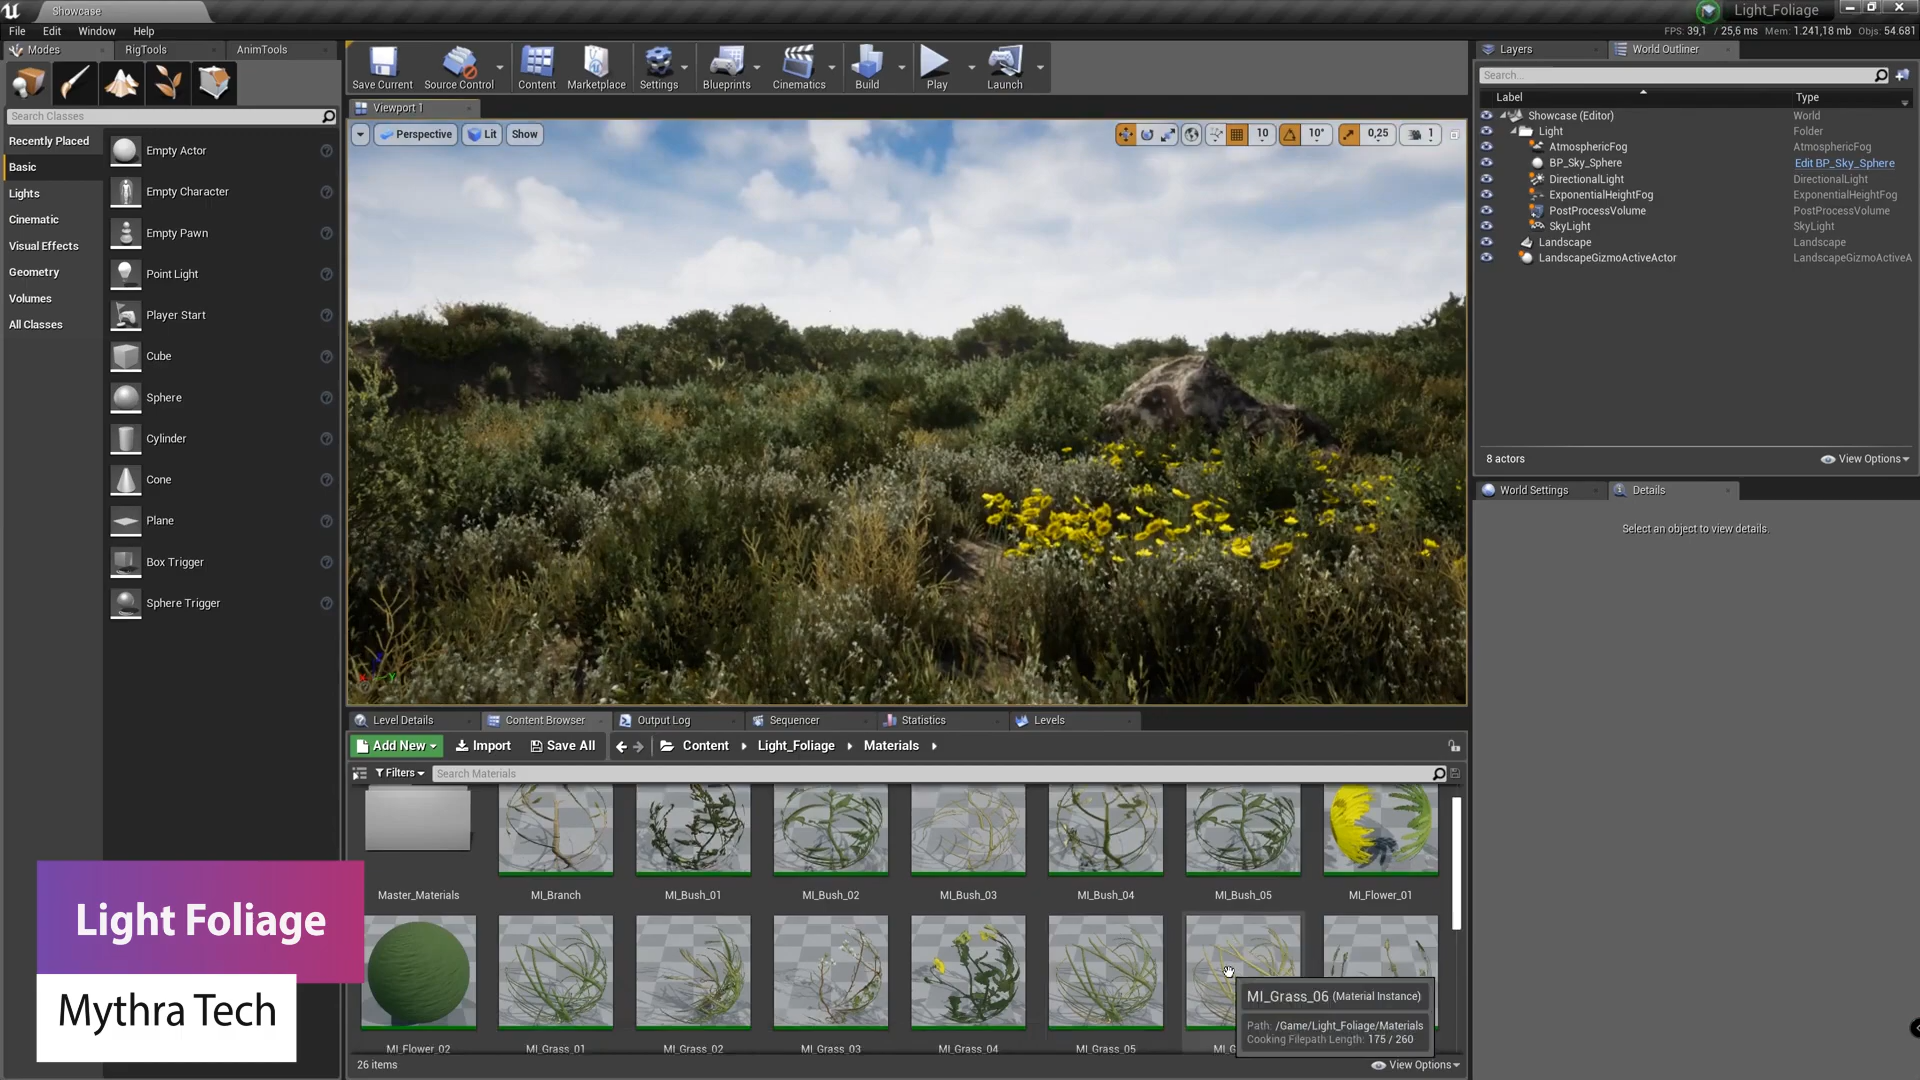 Showcase
Light_Foliage
File Edit Window Help
FPS: 39,1 / 25,6 ms Mem: 1.241,18 mb Objs: 54.681
Modes RigTools AnimTools
Search Classes
Recently Placed
Basic
Lights
Cinematic
Visual Effects
Geometry
Volumes
All Classes
Empty Actor
Empty Character
Empty Pawn
Point Light
Player Start
Cube
Sphere
Cylinder
Cone
Plane
Box Trigger
Sphere Trigger
Save Current Source Control Content Marketplace Settings Blueprints Cinematics Build Play Launch
Viewport 1
Perspective Lit Show
10 10° 0,25 1
Layers World Outliner
Search...
Label Type
Showcase (Editor) World
Light Folder
AtmosphericFog AtmosphericFog
BP_Sky_Sphere Edit BP_Sky_Sphere
DirectionalLight DirectionalLight
ExponentialHeightFog ExponentialHeightFog
PostProcessVolume PostProcessVolume
SkyLight SkyLight
Landscape Landscape
LandscapeGizmoActiveActor LandscapeGizmoActiveA
8 actors View Options
World Settings Details
Select an object to view details.
Level Details Content Browser Output Log Sequencer Statistics Levels
Add New Import Save All Content Light_Foliage Materials
Filters Search Materials
Master_Materials MI_Branch MI_Bush_01 MI_Bush_02 MI_Bush_03 MI_Bush_04 MI_Bush_05 MI_Flower_01
MI_Flower_02 MI_Grass_01 MI_Grass_02 MI_Grass_03 MI_Grass_04 MI_Grass_05 MI_G
MI_Grass_06 (Material Instance)
Path: /Game/Light_Foliage/Materials
Cooking Filepath Length: 175 / 260
26 items View Options
Light Foliage
Mythra Tech